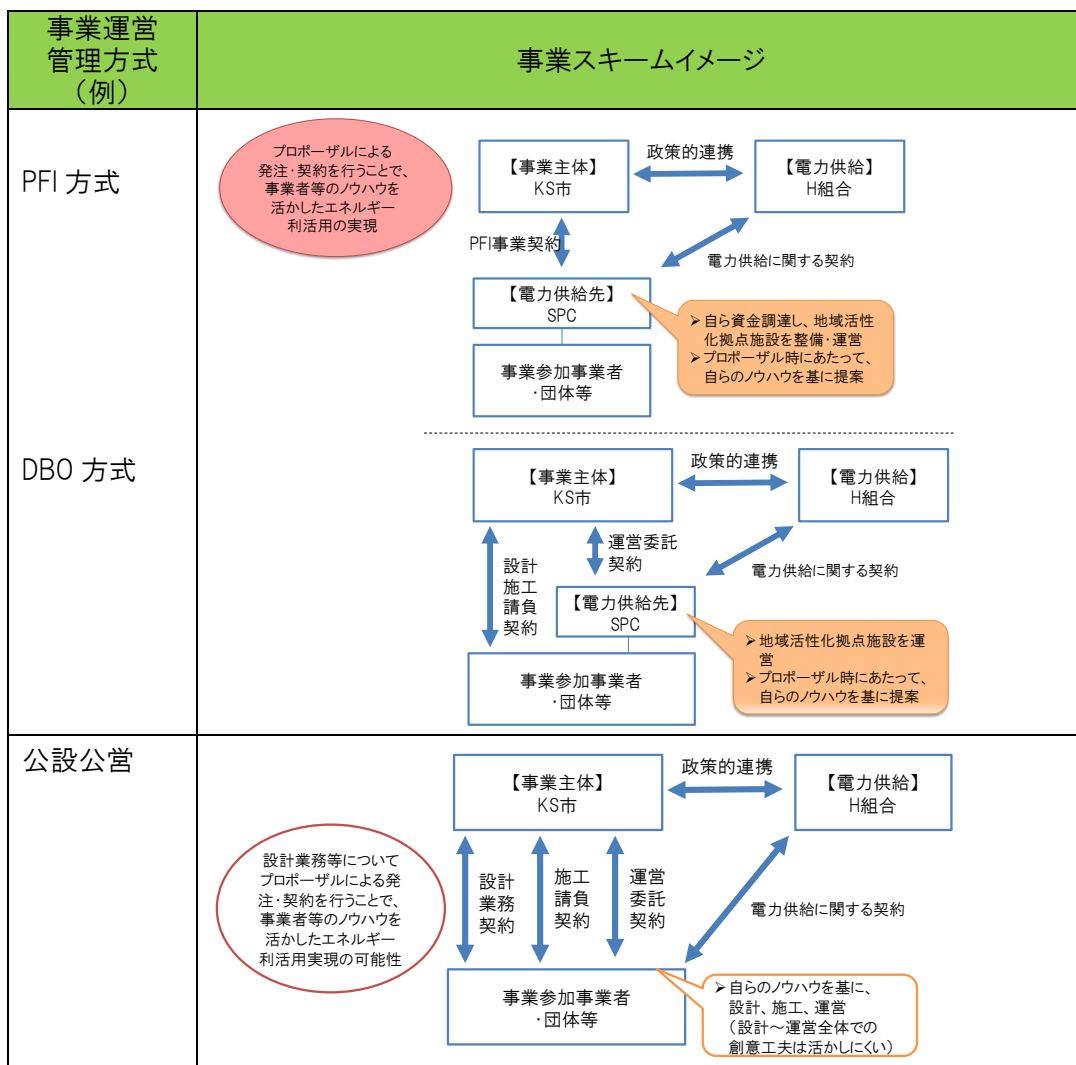 事業運営
管理方式
（例）
事業スキームイメージ
PFI 方式
プロポーザルによる
発注・契約を行うことで、
事業者等のノウハウを
活かしたエネルギー
利活用の実現
【事業主体】
KS市
政策的連携
【電力供給】
H組合
PFI事業契約
電力供給に関する契約
【電力供給先】
SPC
事業参加事業者
・団体等
➢自ら資金調達し、地域活性
化拠点施設を整備・運営
➢プロポーザル時にあたって、
自らのノウハウを基に提案
DBO 方式
【事業主体】
KS市
政策的連携
【電力供給】
H組合
設計
施工
請負
契約
運営委託
契約
電力供給に関する契約
【電力供給先】
SPC
事業参加事業者
・団体等
➢地域活性化拠点施設を運
営
➢プロポーザル時にあたって、
自らのノウハウを基に提案
公設公営
設計業務等について
プロポーザルによる発
注・契約を行うことで、
事業者等のノウハウを
活かしたエネルギー
利活用実現の可能性
【事業主体】
KS市
政策的連携
【電力供給】
H組合
設計
業務
契約
施工
請負
契約
運営
委託
契約
電力供給に関する契約
事業参加事業者
・団体等
➢自らのノウハウを基に、
設計、施工、運営
（設計～運営全体での
創意工夫は活かしにくい）